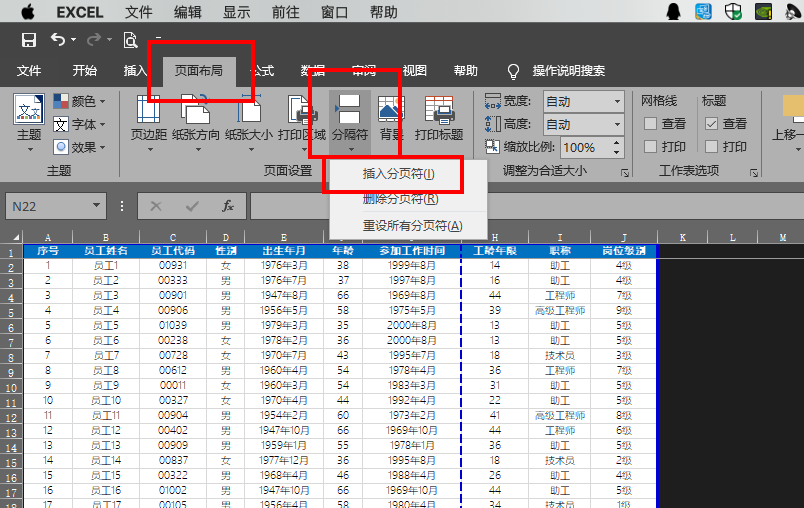 EXCEL 文件 编辑 显示 前往 窗口 帮助
文件 开始 插入 页面布局 公式 数据 审阅 视图 帮助 操作说明搜索
颜色 宽度: 自动 网格线 标题
字体 高度: 自动 查看 查看
主题 效果 页边距 纸张方向 纸张大小 打印区域 分隔符 背景 打印标题 缩放比例: 100% 打印 打印 上移一
主题 页面设置 调整为合适大小 工作表选项
插入分页符(I)
删除分页符(R)
重设所有分页符(A)
N22 fx
A B C D E H I J K L M
1 序号 员工姓名 员工代码 性别 出生年月 年龄 参加工作时间 工龄年限 职称 岗位级别
2 1 员工1 00931 女 1976年3月 38 1999年8月 14 助工 4级
3 2 员工2 00333 男 1976年7月 37 1997年8月 16 助工 4级
4 3 员工3 00901 男 1947年8月 66 1969年8月 44 工程师 7级
5 4 员工4 00906 男 1956年5月 58 1975年5月 39 高级工程师 9级
6 5 员工5 01039 男 1979年3月 35 2000年8月 13 助工 5级
7 6 员工6 00238 女 1978年2月 36 2000年8月 13 助工 5级
8 7 员工7 00728 女 1970年7月 43 1995年7月 18 技术员 3级
9 8 员工8 00612 男 1960年4月 54 1978年4月 36 工程师 7级
10 9 员工9 00011 女 1960年3月 54 1983年3月 31 助工 5级
11 10 员工10 00327 女 1970年4月 44 1992年4月 22 助工 5级
12 11 员工11 00904 男 1954年2月 60 1973年2月 41 高级工程师 8级
13 12 员工12 00402 男 1947年10月 66 1969年10月 44 工程师 6级
14 13 员工13 00909 男 1959年1月 55 1978年1月 36 助工 5级
15 14 员工14 00837 女 1977年12月 36 1995年8月 18 技术员 2级
16 15 员工15 00322 男 1968年4月 46 1988年4月 26 助工 4级
17 16 员工16 01002 男 1947年10月 66 1969年10月 44 助工 5级
18 17 员工17 00105 男 1956年4月 58 1980年4月 34 技术员 1级